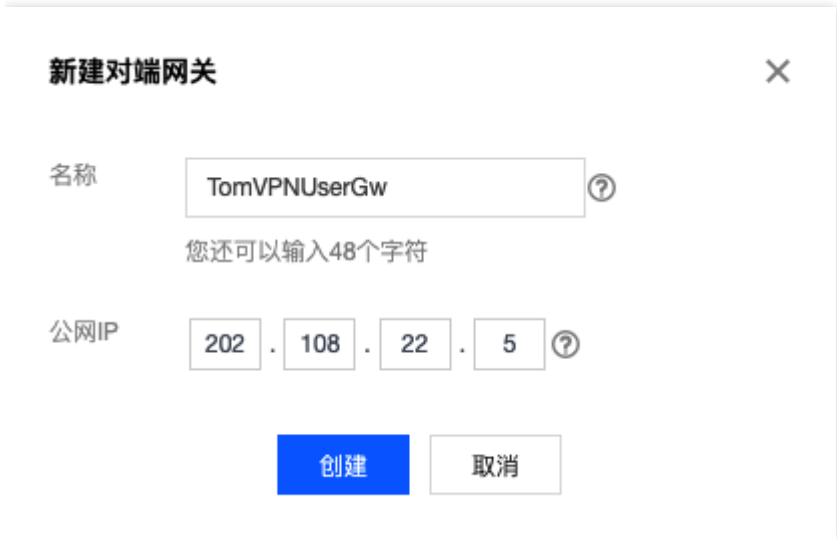 新建对端网关
名称 TomVPNUserGw
您还可以输入48个字符
公网IP 202 . 108 . 22 . 5
创建 取消